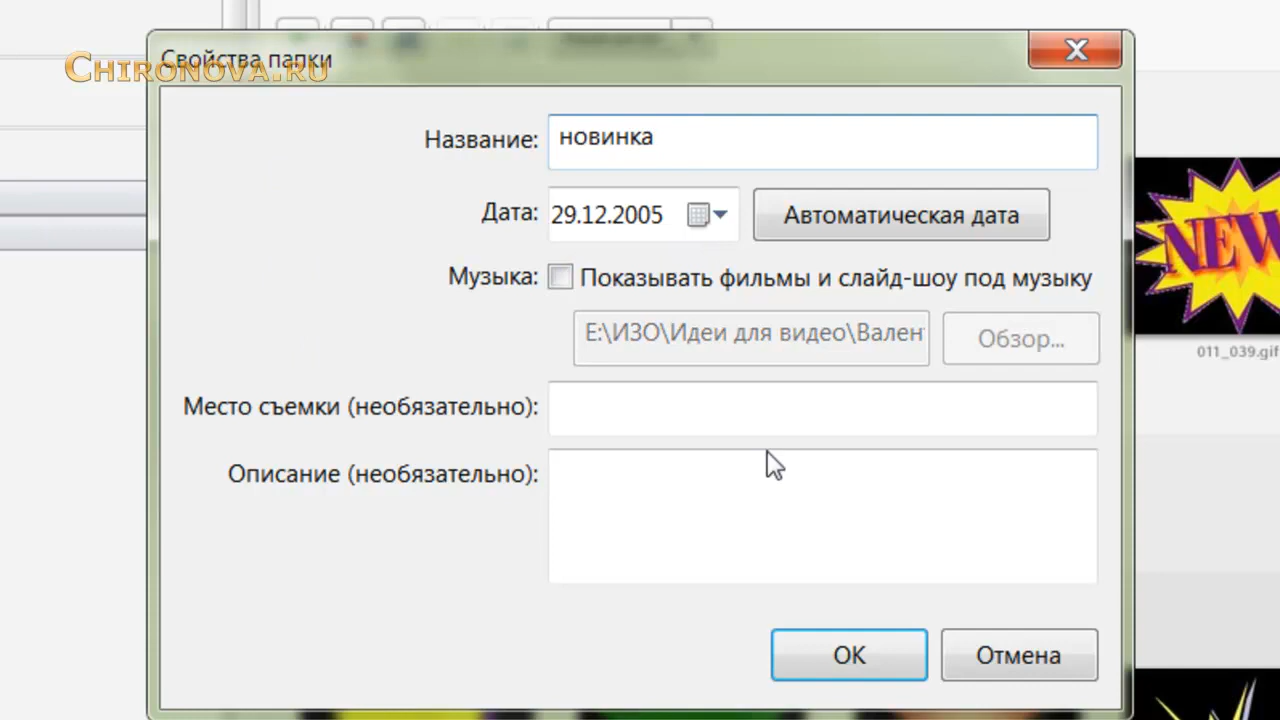 Свойства папки
CHIRONOVA.RU
Название:
новинка
Дата:
29.12.2005
Автоматическая дата
Музыка:
Показывать фильмы и слайд-шоу под музыку
E:\ИЗО\Идеи для видео\Вален
Обзор...
Место съемки (необязательно):
Описание (необязательно):
OK
Отмена
NEW
011_039.gif